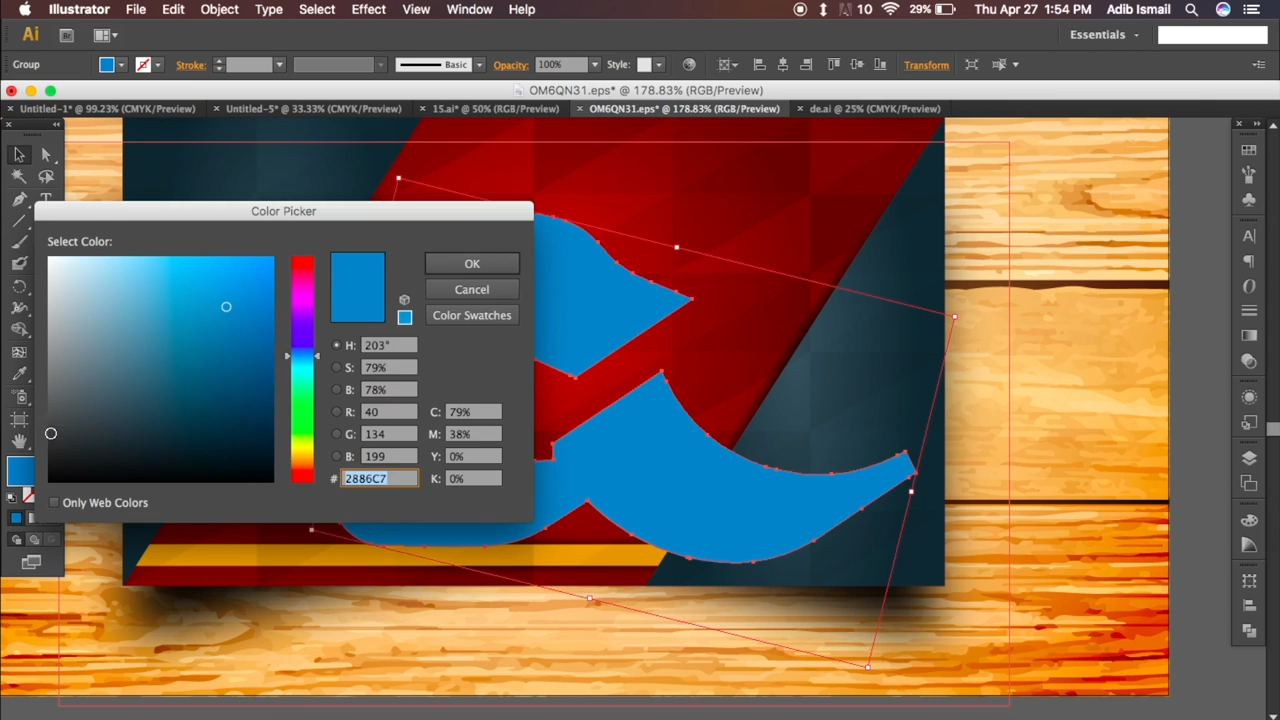 Illustrator File Edit Object Type Select Effect View Window Help 10 29% Thu Apr 27 1:54 PM Adib Ismail
Ai Br Essentials
Group Stroke: Basic Opacity: 100% Style: Transform
OM6QN31.eps* @ 178.83% (RGB/Preview)
Untitled-1* @ 99.23% (CMYK/Preview) Untitled-5* @ 33.33% (CMYK/Preview) 15.ai* @ 50% (RGB/Preview) OM6QN31.eps* @ 178.83% (RGB/Preview) de.ai @ 25% (CMYK/Preview)
Color Picker
Select Color:
OK
Cancel
Color Swatches
H: 203°
S: 79%
B: 78%
R: 40 C: 79%
G: 134 M: 38%
B: 199 Y: 0%
# 2886C7 K: 0%
Only Web Colors